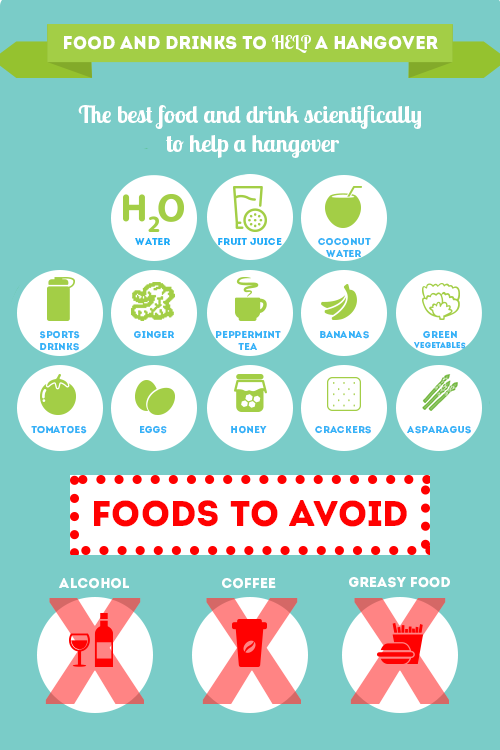 FOOD AND DRINKS TO HELP A HANGOVER
The best food and drink scientifically
to help a hangover
H2O
WATER
FRUIT JUICE
COCONUT
WATER
SPORTS
DRINKS
GINGER
PEPPERMINT
TEA
BANANAS
GREEN
VEGETABLES
TOMATOES
EGGS
HONEY
CRACKERS
ASPARAGUS
FOODS TO AVOID
ALCOHOL
COFFEE
GREASY FOOD